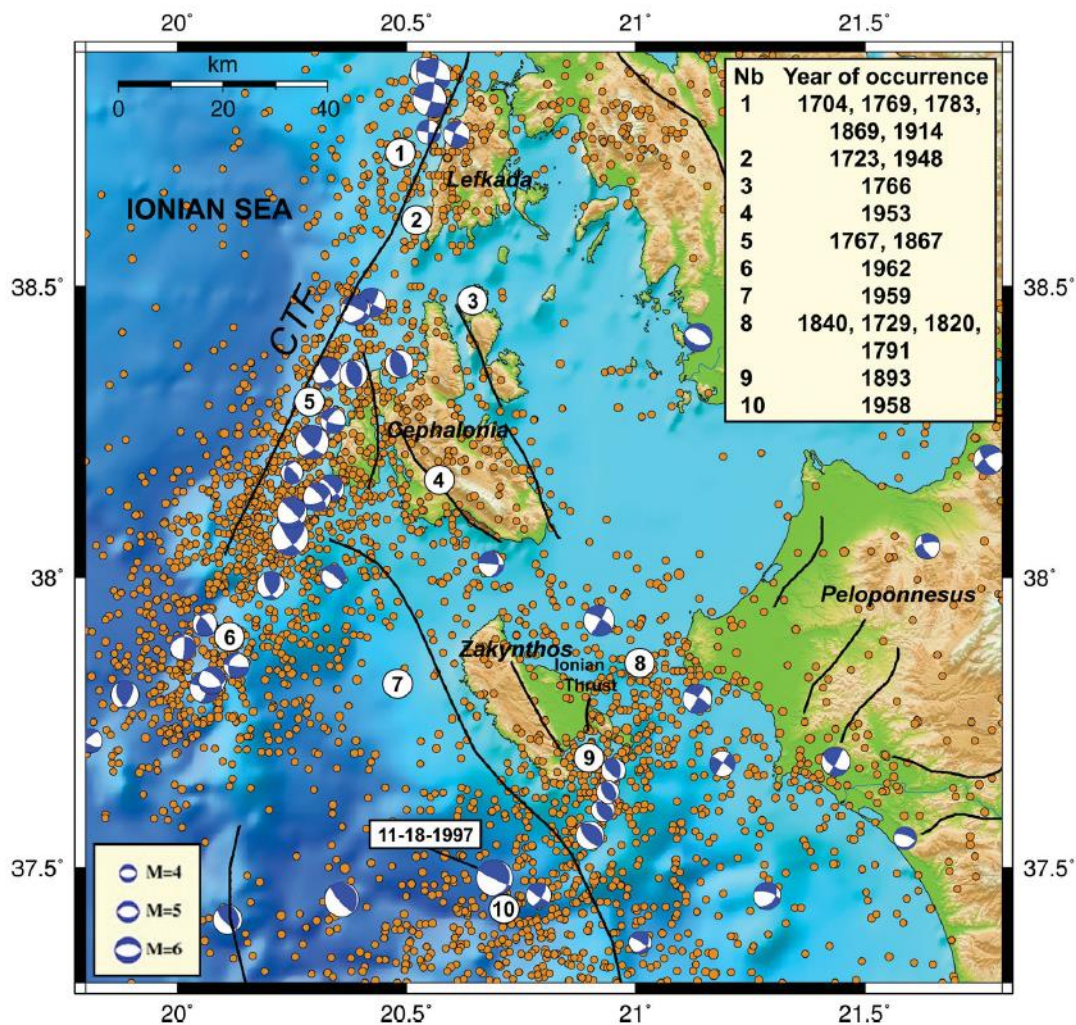 20° 20.5° 21° 21.5°
km
0 20 40
Nb Year of occurrence
1 1704, 1769, 1783,
1869, 1914
2 1723, 1948
3 1766
4 1953
5 1767, 1867
6 1962
7 1959
8 1840, 1729, 1820,
1791
9 1893
10 1958
1
Lefkada
IONIAN SEA
2
38.5° 38.5°
3
CTF
5
Cephalonia
4
38° 38°
Peloponnesus
6
Zakynthos
8
Ionian
Thrust
7
9
11-18-1997
37.5° 37.5°
10
M=4
M=5
M=6
20° 20.5° 21° 21.5°